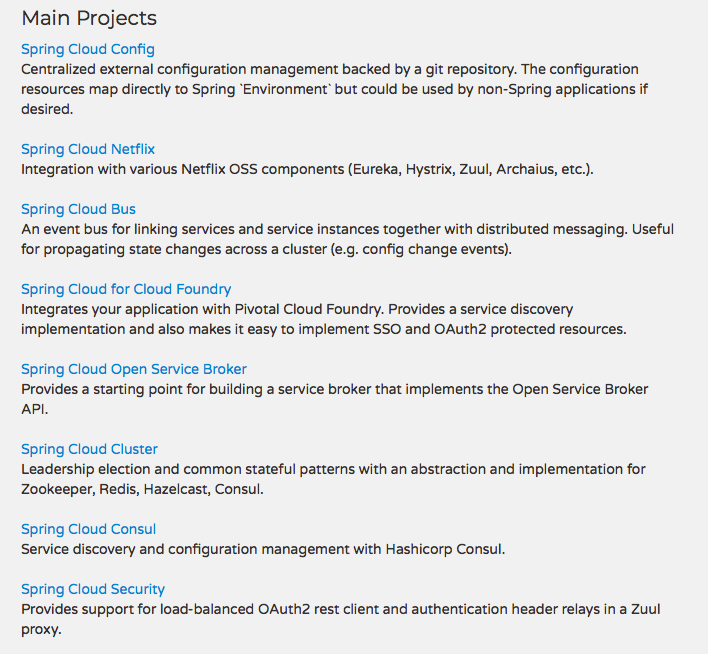 Main Projects
Spring Cloud Config
Centralized external configuration management backed by a git repository. The configuration
resources map directly to Spring `Environment` but could be used by non-Spring applications if
desired.
Spring Cloud Netflix
Integration with various Netflix OSS components (Eureka, Hystrix, Zuul, Archaius, etc.).
Spring Cloud Bus
An event bus for linking services and service instances together with distributed messaging. Useful
for propagating state changes across a cluster (e.g. config change events).
Spring Cloud for Cloud Foundry
Integrates your application with Pivotal Cloud Foundry. Provides a service discovery
implementation and also makes it easy to implement SSO and OAuth2 protected resources.
Spring Cloud Open Service Broker
Provides a starting point for building a service broker that implements the Open Service Broker
API.
Spring Cloud Cluster
Leadership election and common stateful patterns with an abstraction and implementation for
Zookeeper, Redis, Hazelcast, Consul.
Spring Cloud Consul
Service discovery and configuration management with Hashicorp Consul.
Spring Cloud Security
Provides support for load-balanced OAuth2 rest client and authentication header relays in a Zuul
proxy.